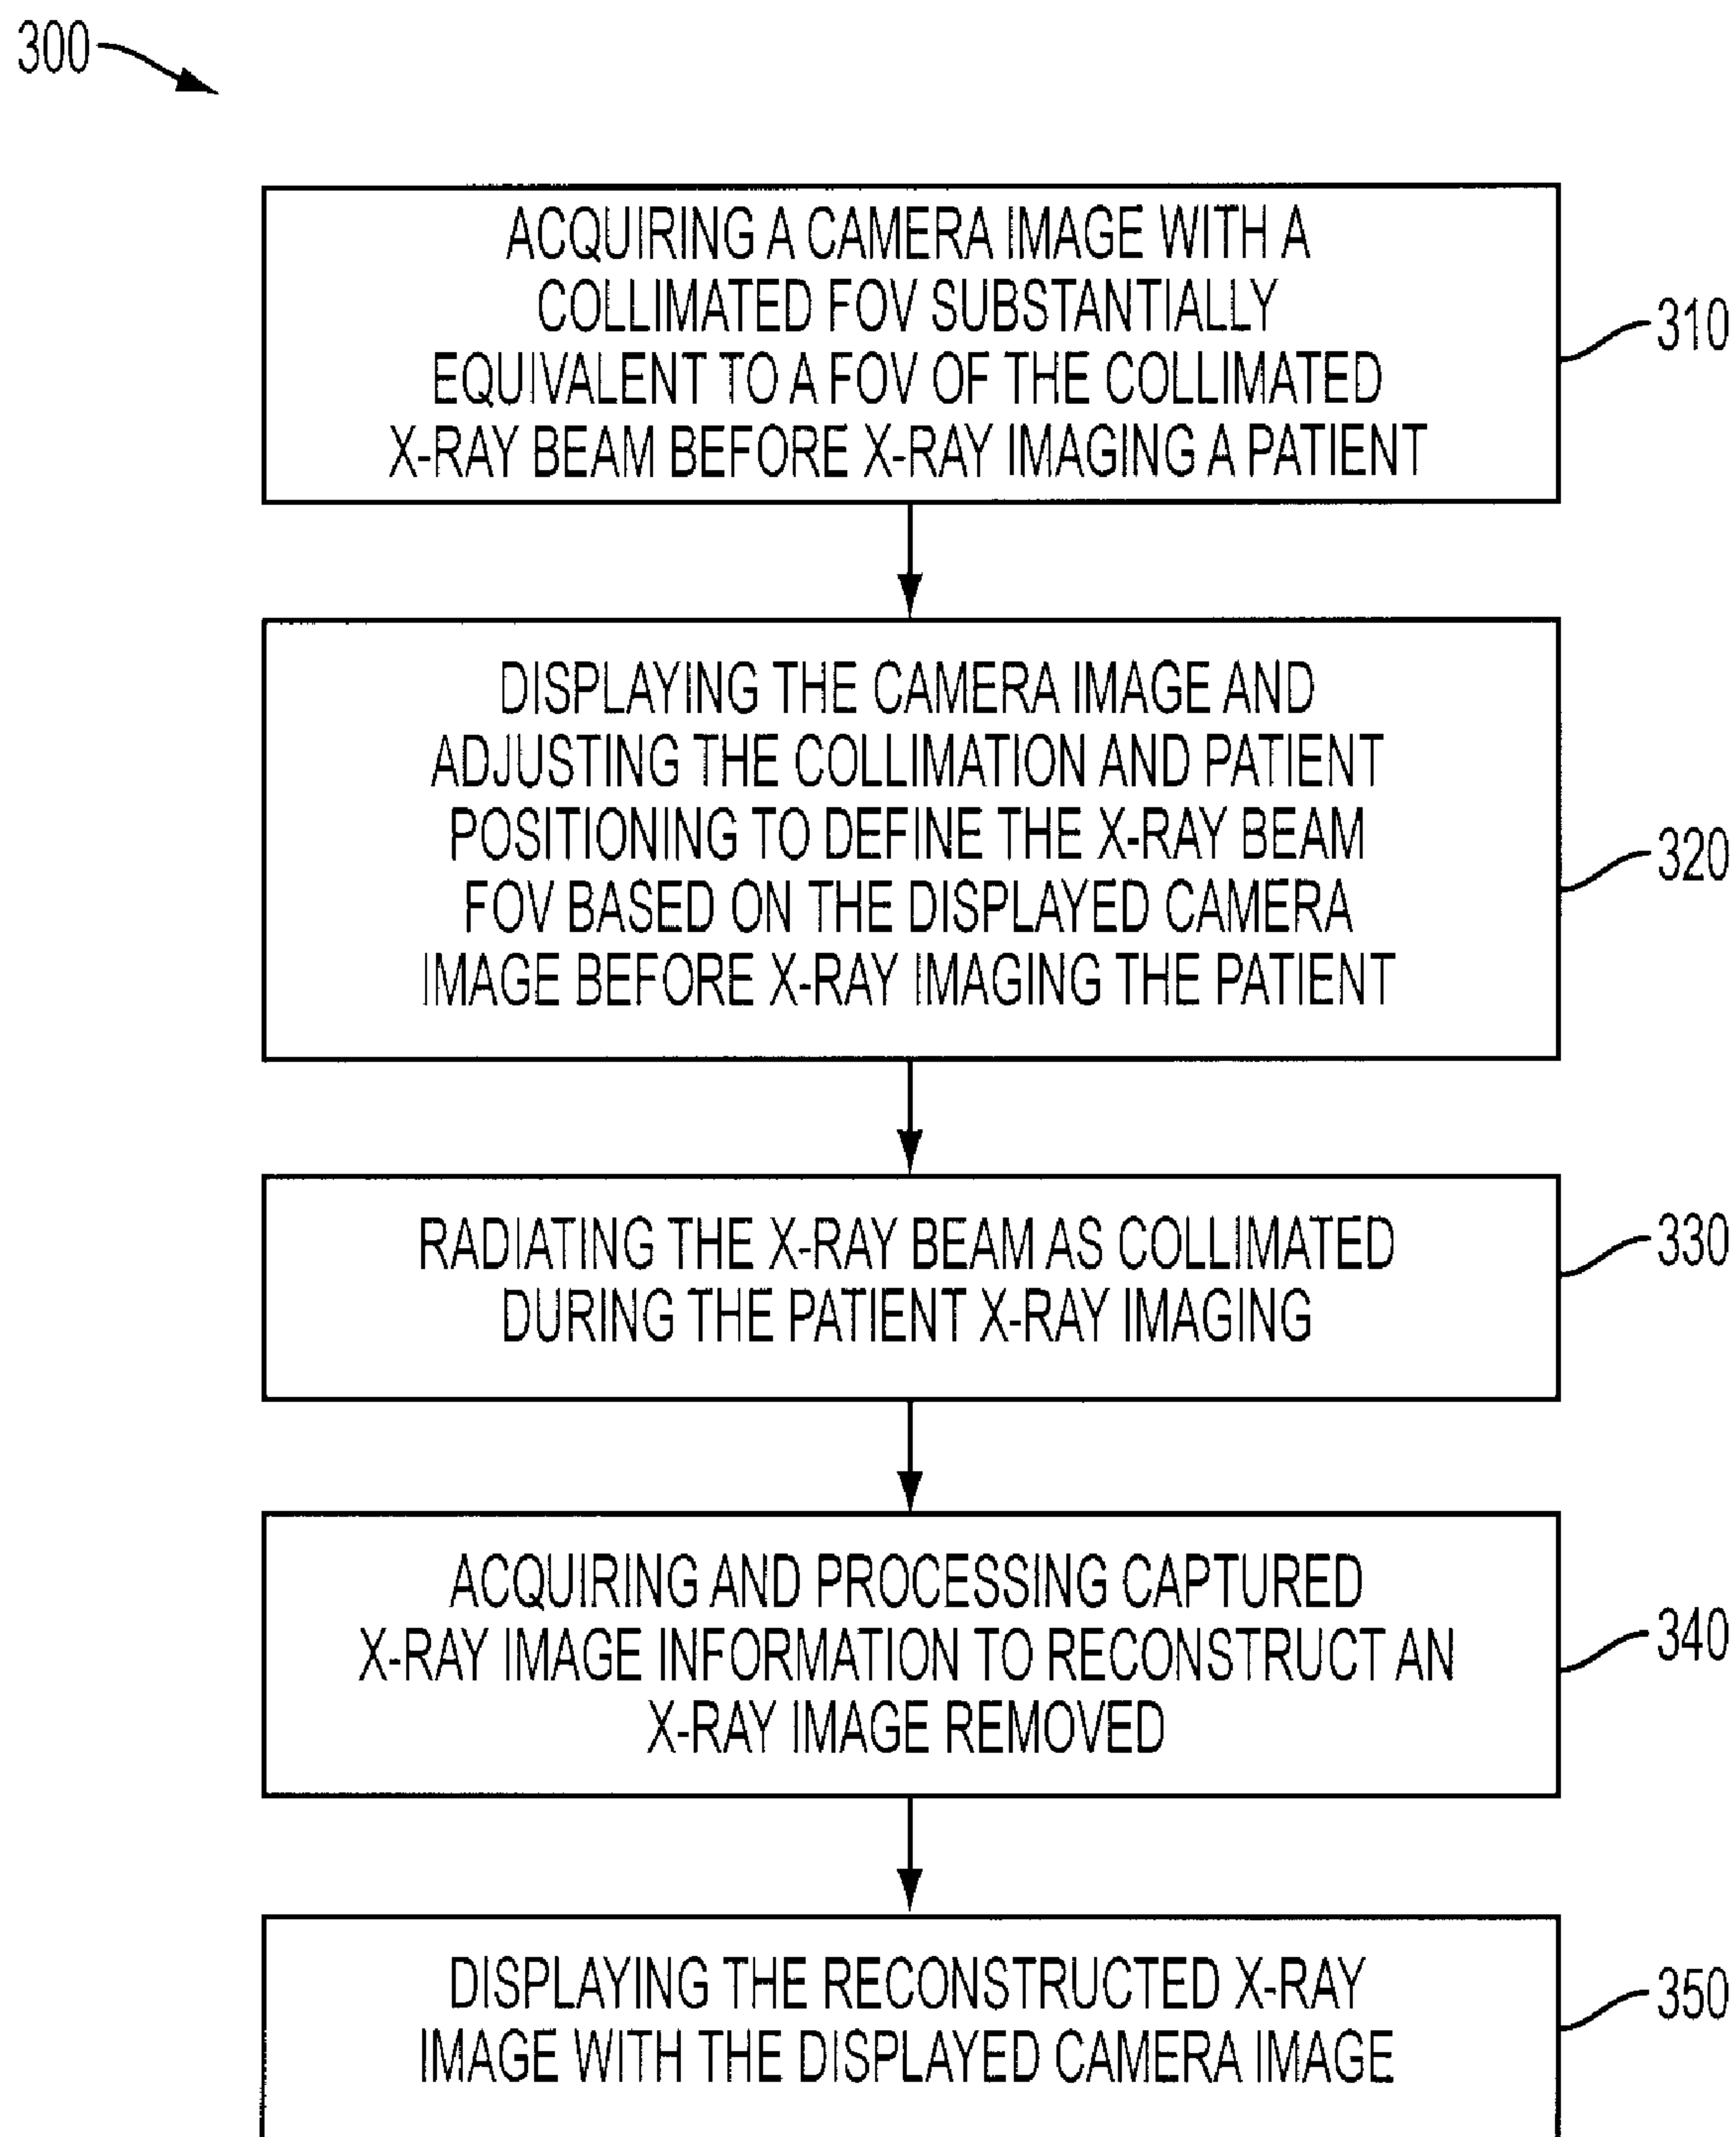 300
ACQUIRING A CAMERA IMAGE WITH A
COLLIMATED FOV SUBSTANTIALLY
EQUIVALENT TO A FOV OF THE COLLIMATED
X-RAY BEAM BEFORE X-RAY IMAGING A PATIENT
310
DISPLAYING THE CAMERA IMAGE AND
ADJUSTING THE COLLIMATION AND PATIENT
POSITIONING TO DEFINE THE X-RAY BEAM
FOV BASED ON THE DISPLAYED CAMERA
IMAGE BEFORE X-RAY IMAGING THE PATIENT
320
RADIATING THE X-RAY BEAM AS COLLIMATED
DURING THE PATIENT X-RAY IMAGING
330
ACQUIRING AND PROCESSING CAPTURED
X-RAY IMAGE INFORMATION TO RECONSTRUCT AN
X-RAY IMAGE REMOVED
340
DISPLAYING THE RECONSTRUCTED X-RAY
IMAGE WITH THE DISPLAYED CAMERA IMAGE
350